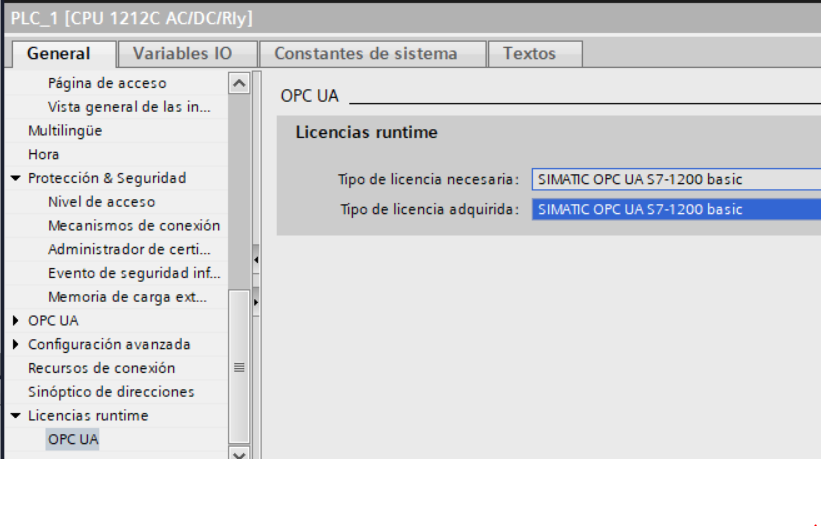 PLC_1 [CPU 1212C AC/DC/Rly]
General Variables IO Constantes de sistema Textos
Página de acceso
Vista general de las in...
Multilingüe
Hora
Protección & Seguridad
Nivel de acceso
Mecanismos de conexión
Administrador de certi...
Evento de seguridad inf...
Memoria de carga ext...
OPC UA
Configuración avanzada
Recursos de conexión
Sinóptico de direcciones
Licencias runtime
OPC UA
OPC UA
Licencias runtime
Tipo de licencia necesaria: SIMATIC OPC UA S7-1200 basic
Tipo de licencia adquirida: SIMATIC OPC UA S7-1200 basic